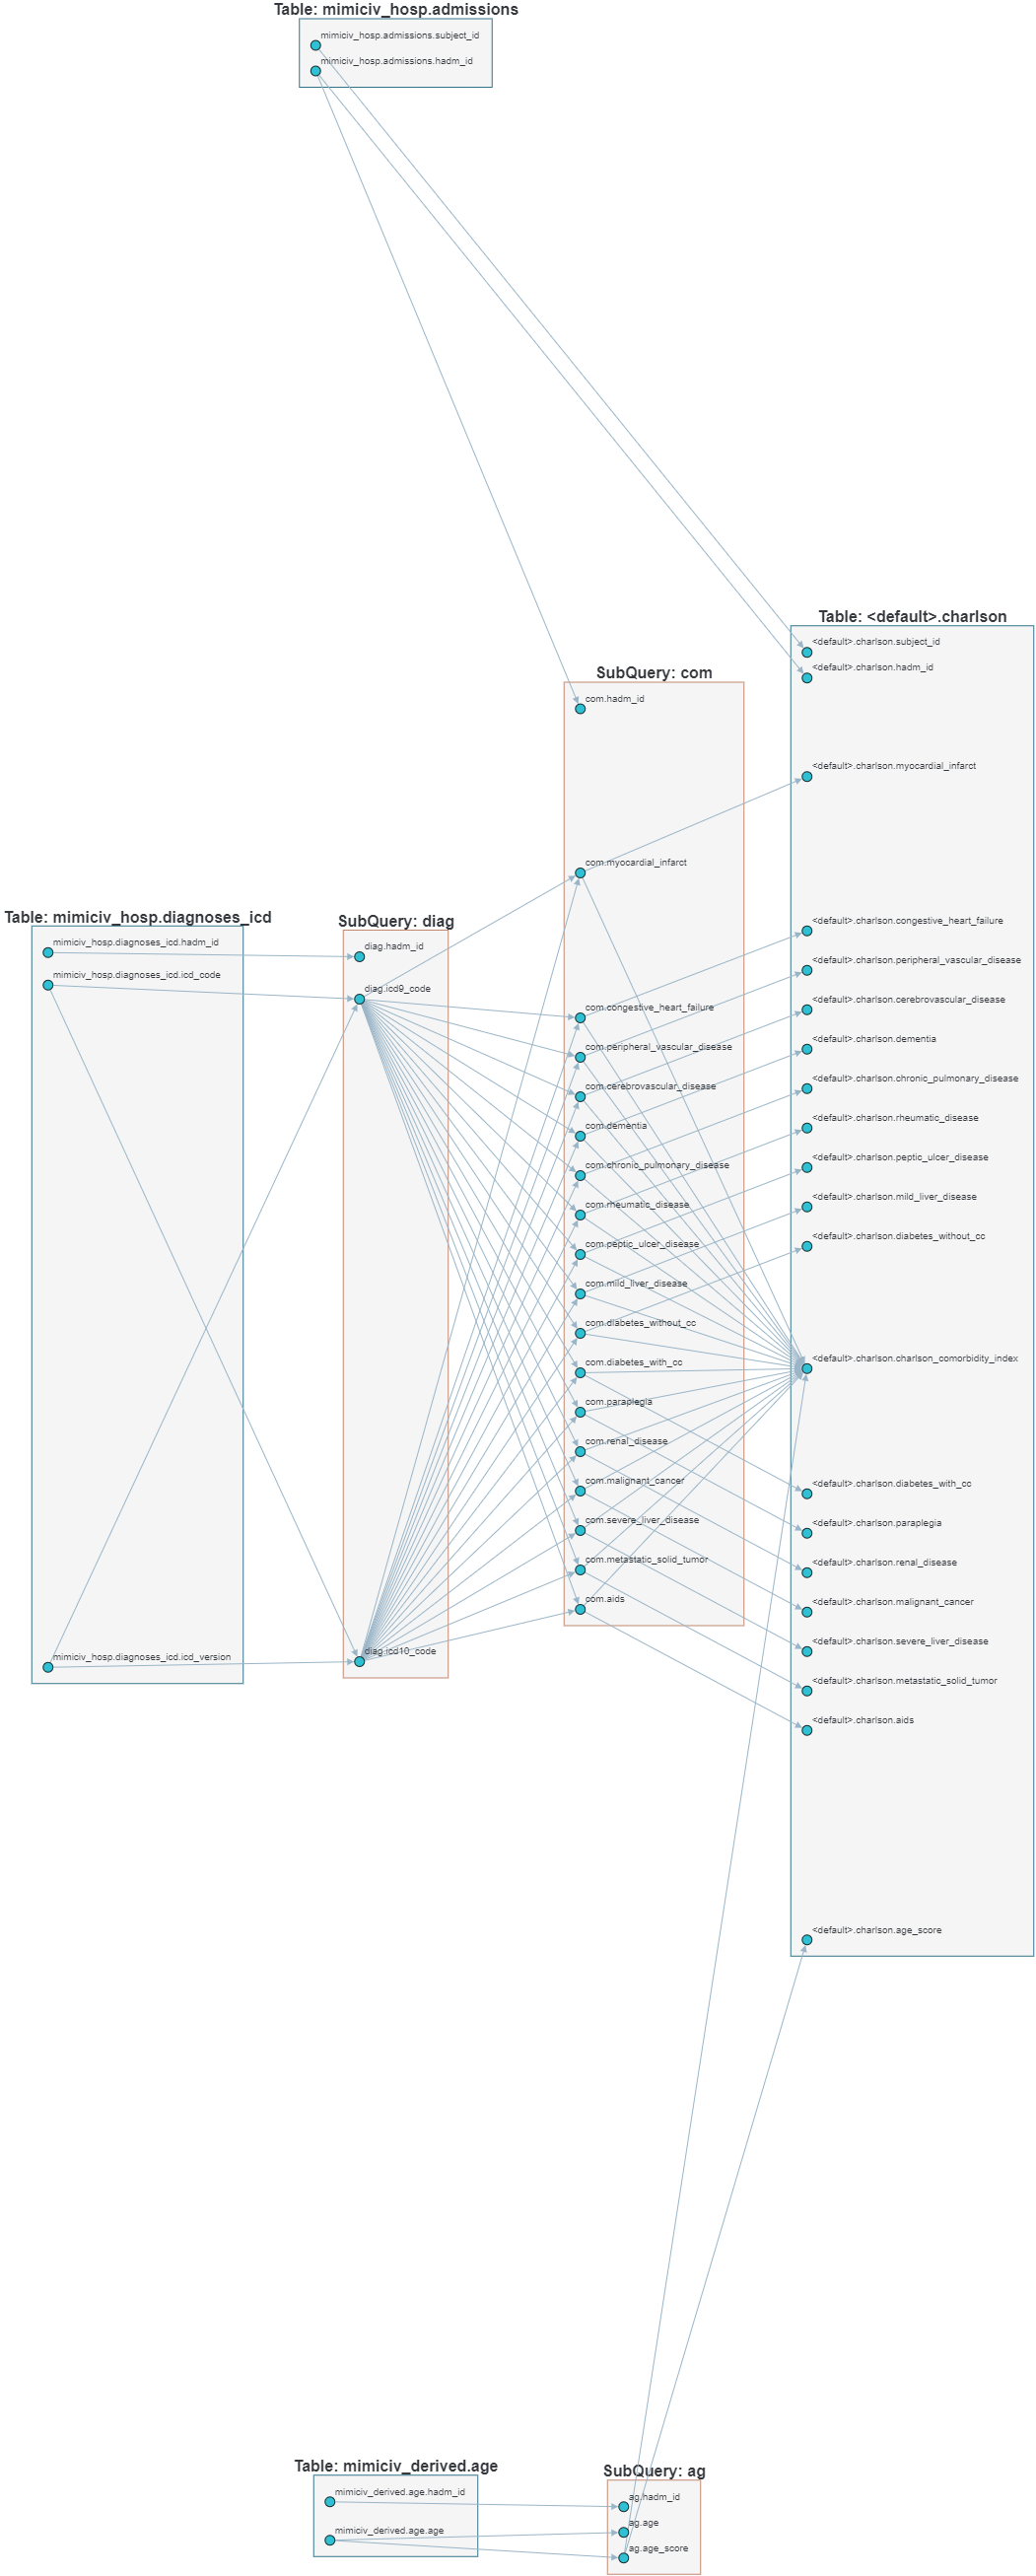 Table: mimiciv_hosp.admissions
mimiciv_hosp.admissions.subject_id
mimiciv_hosp.admissions.hadm_id
Table: mimiciv_hosp.diagnoses_icd
mimiciv_hosp.diagnoses_icd.hadm_id
mimiciv_hosp.diagnoses_icd.icd_code
mimiciv_hosp.diagnoses_icd.icd_version
SubQuery: diag
diag.hadm_id
diag.icd9_code
diag.icd10_code
SubQuery: com
com.hadm_id
com.myocardial_infarct
com.congestive_heart_failure
com.peripheral_vascular_disease
com.cerebrovascular_disease
com.dementia
com.chronic_pulmonary_disease
com.rheumatic_disease
com.peptic_ulcer_disease
com.mild_liver_disease
com.diabetes_without_cc
com.diabetes_with_cc
com.paraplegia
com.renal_disease
com.malignant_cancer
com.severe_liver_disease
com.metastatic_solid_tumor
com.aids
Table: <default>.charlson
<default>.charlson.subject_id
<default>.charlson.hadm_id
<default>.charlson.myocardial_infarct
<default>.charlson.congestive_heart_failure
<default>.charlson.peripheral_vascular_disease
<default>.charlson.cerebrovascular_disease
<default>.charlson.dementia
<default>.charlson.chronic_pulmonary_disease
<default>.charlson.rheumatic_disease
<default>.charlson.peptic_ulcer_disease
<default>.charlson.mild_liver_disease
<default>.charlson.diabetes_without_cc
<default>.charlson.charlson_comorbidity_index
<default>.charlson.diabetes_with_cc
<default>.charlson.paraplegia
<default>.charlson.renal_disease
<default>.charlson.malignant_cancer
<default>.charlson.severe_liver_disease
<default>.charlson.metastatic_solid_tumor
<default>.charlson.aids
<default>.charlson.age_score
Table: mimiciv_derived.age
mimiciv_derived.age.hadm_id
mimiciv_derived.age.age
SubQuery: ag
ag.hadm_id
ag.age
ag.age_score